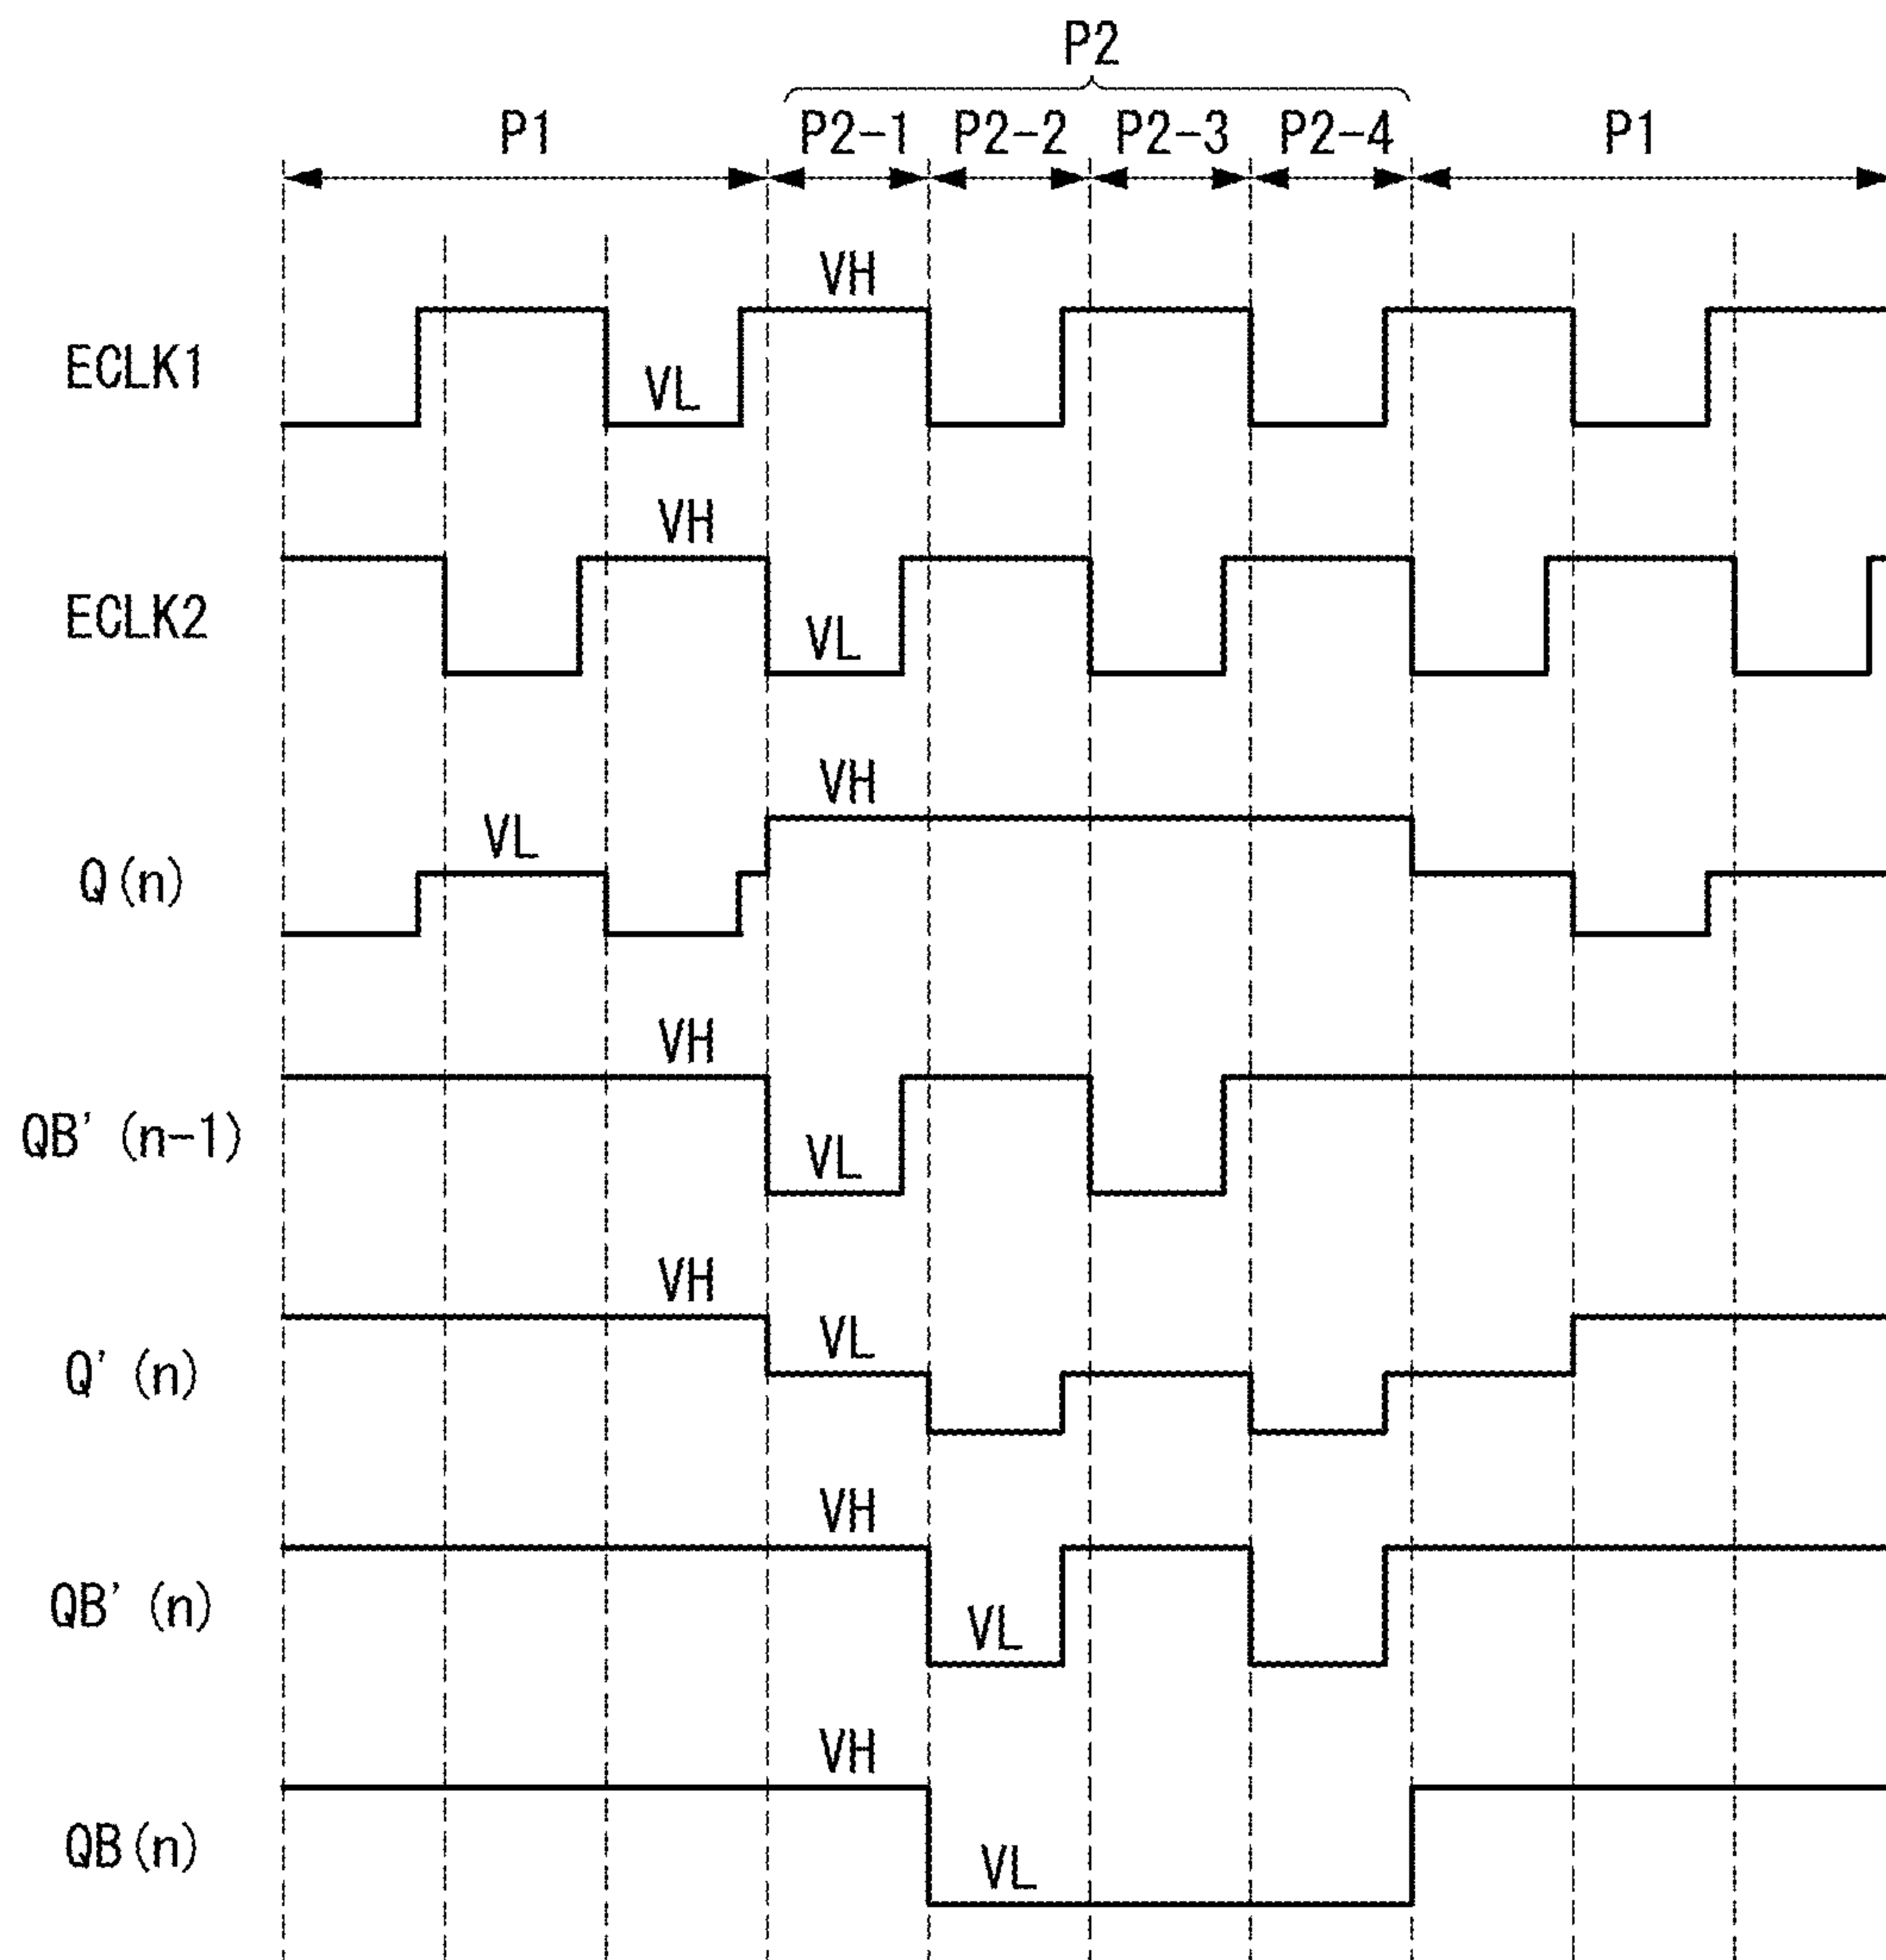 P2
P1 P2-1 P2-2 P2-3 P2-4 P1
VH
ECLK1
VL
VH
ECLK2
VL
VH
VL
Q(n)
VH
QB'(n-1)
VL
VH
VL
Q'(n)
VH
QB'(n)
VL
VH
QB(n)
VL